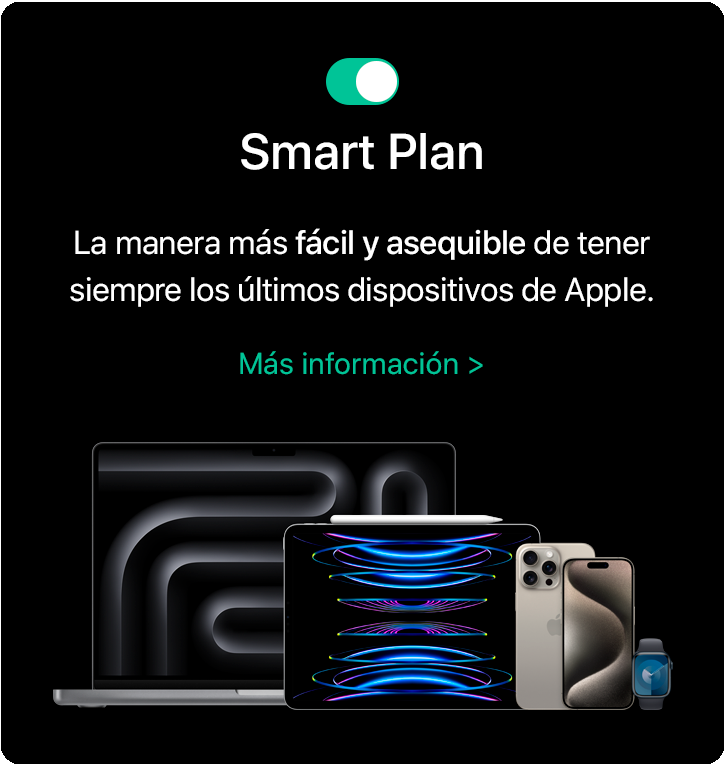 Smart Plan
La manera más fácil y asequible de tener
siempre los últimos dispositivos de Apple.
Más información >